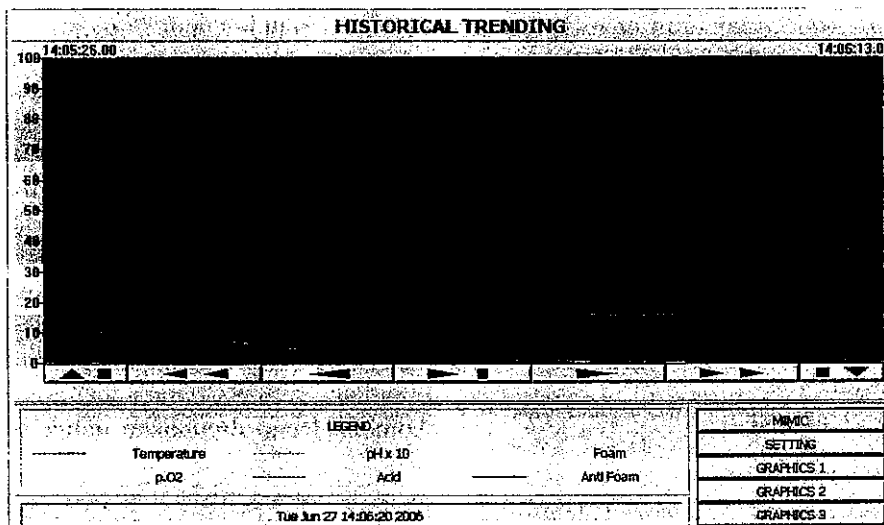 HISTORICAL TRENDING
14:05:26.00 14:06:13.0
100
90
80
70
60
50
40
30
20
10
0
LEGEND
Temperature pH x 10 Foam
p.O2 Acid Anti Foam
Tue Jun 27 14:06:20 2006
MIMIC
SETTING
GRAPHICS 1
GRAPHICS 2
GRAPHICS 3